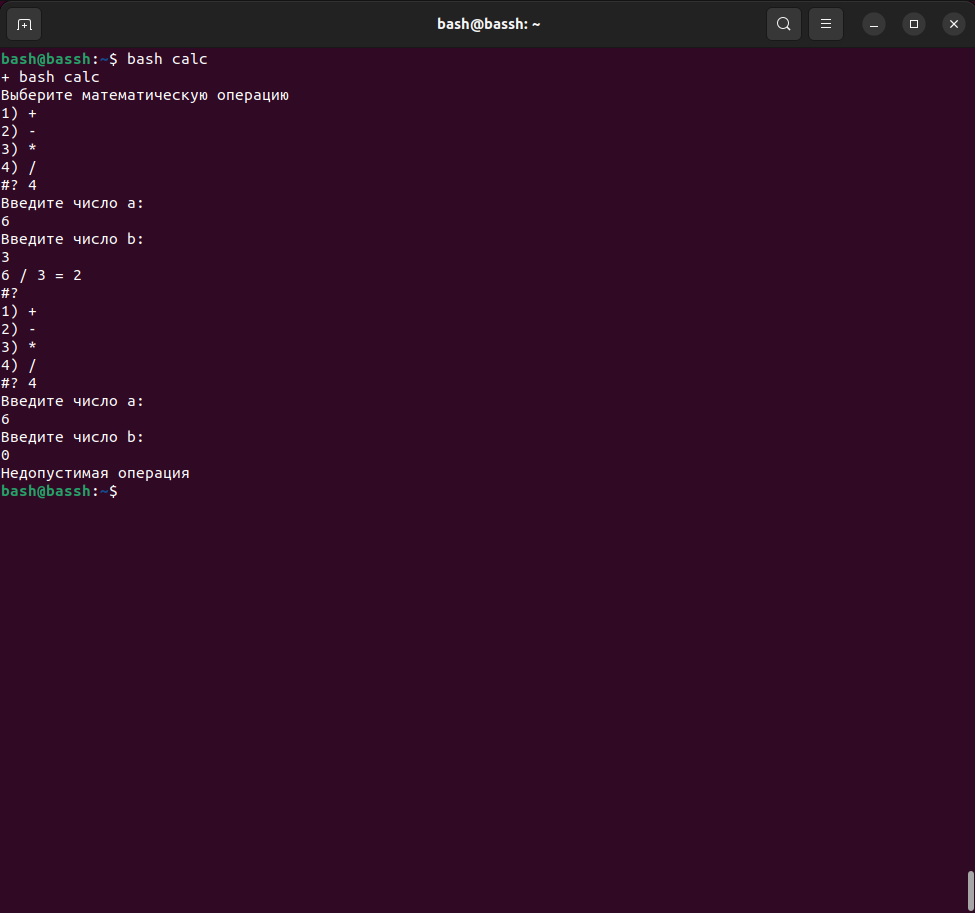 bash@bassh: ~
bash@bassh:~$ bash calc
+ bash calc
Выберите математическую операцию
1) +
2) -
3) *
4) /
#? 4
Введите число a:
6
Введите число b:
3
6 / 3 = 2
#?
1) +
2) -
3) *
4) /
#? 4
Введите число a:
6
Введите число b:
0
Недопустимая операция
bash@bassh:~$